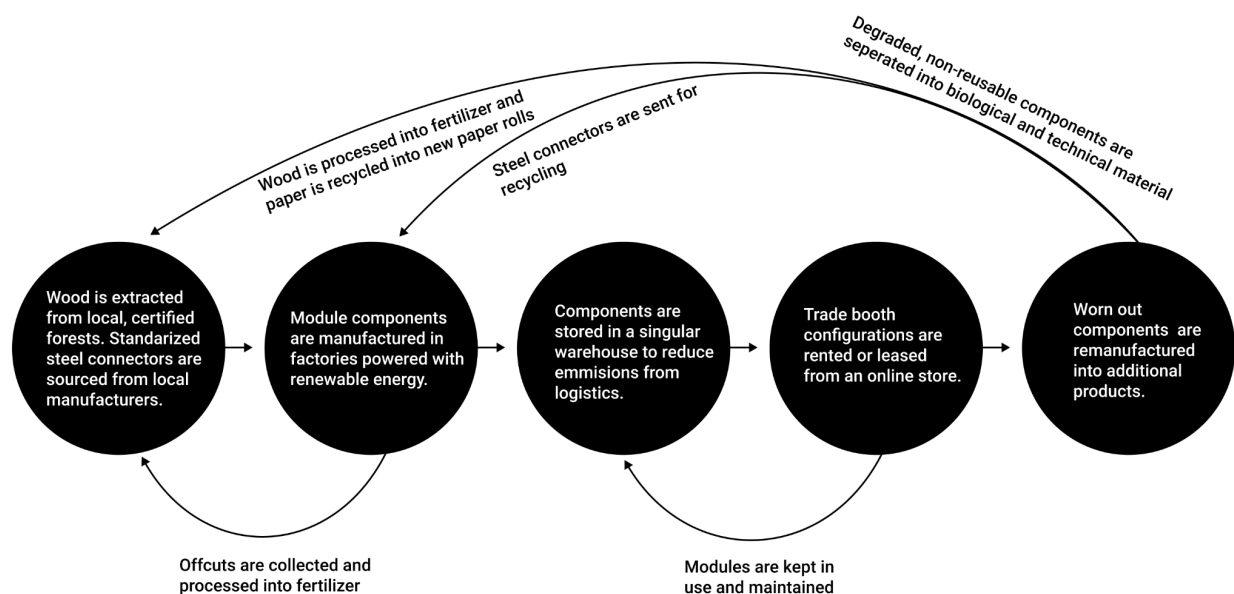 Degraded, non-reusable components are
seperated into biological and technical material
Wood is processed into fertilizer and
paper is recycled into new paper rolls
Steel connectors are sent for
recycling
Wood is extracted
from local, certified
forests. Standarized
steel connectors are
sourced from local
manufacturers.
Module components
are manufactured in
factories powered with
renewable energy.
Components are
stored in a singular
warehouse to reduce
emmisions from
logistics.
Trade booth
configurations are
rented or leased
from an online store.
Worn out
components are
remanufactured
into additional
products.
Offcuts are collected and
processed into fertilizer
Modules are kept in
use and maintained